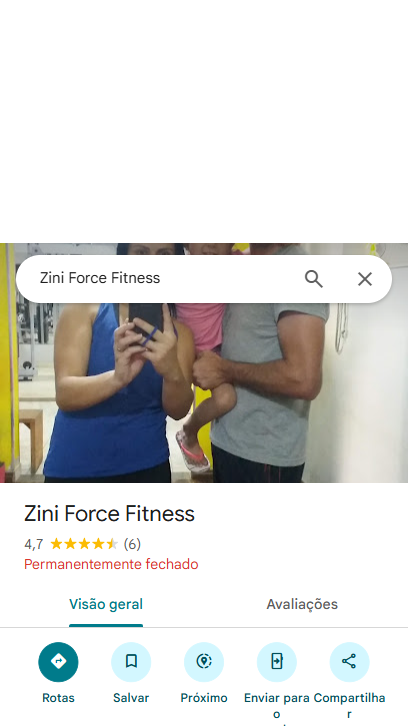 Zini Force Fitness
Zini Force Fitness
4,7 (6)
Permanentemente fechado
Visão geral Avaliações
Rotas Salvar Próximo Enviar para o Compartilhar